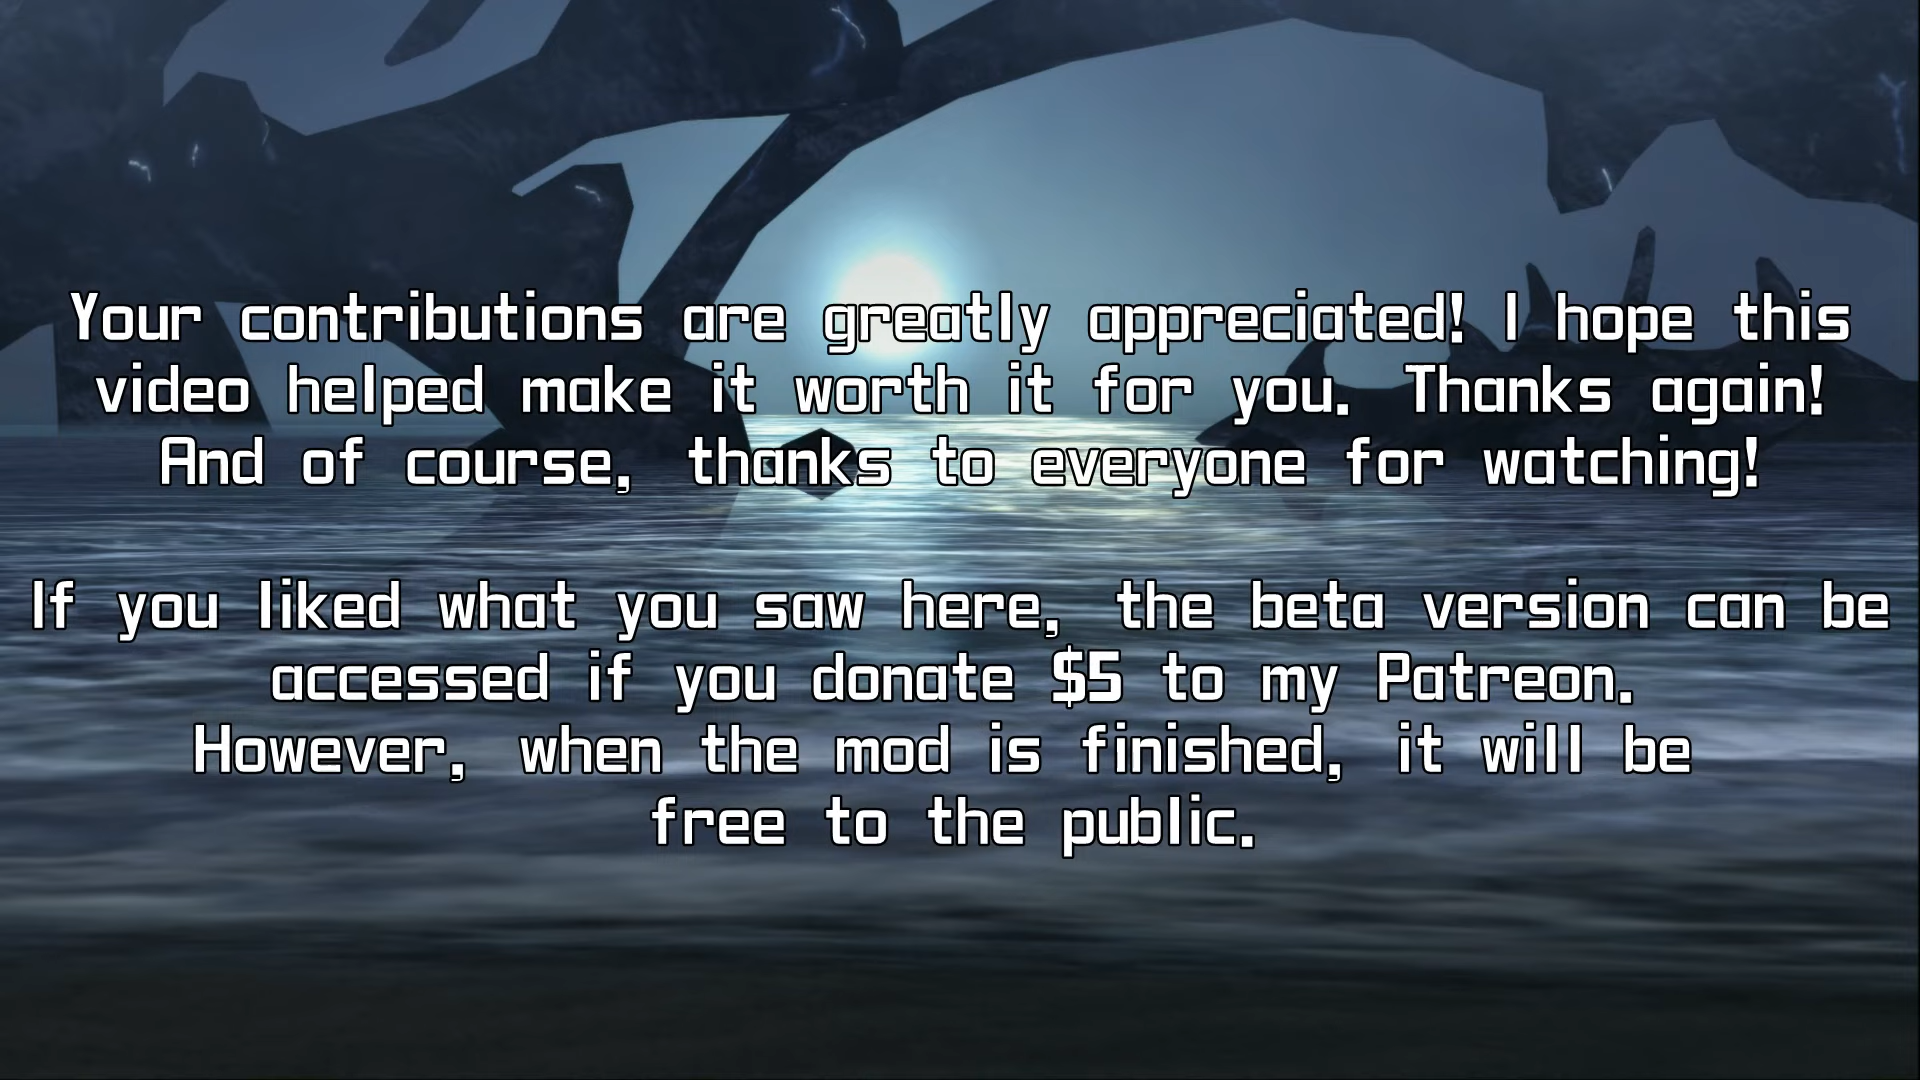 Your contributions are greatly appreciated! I hope this
video helped make it worth it for you. Thanks again!
And of course, thanks to everyone for watching!
If you liked what you saw here, the beta version can be
accessed if you donate $5 to my Patreon.
However, when the mod is finished, it will be
free to the public.